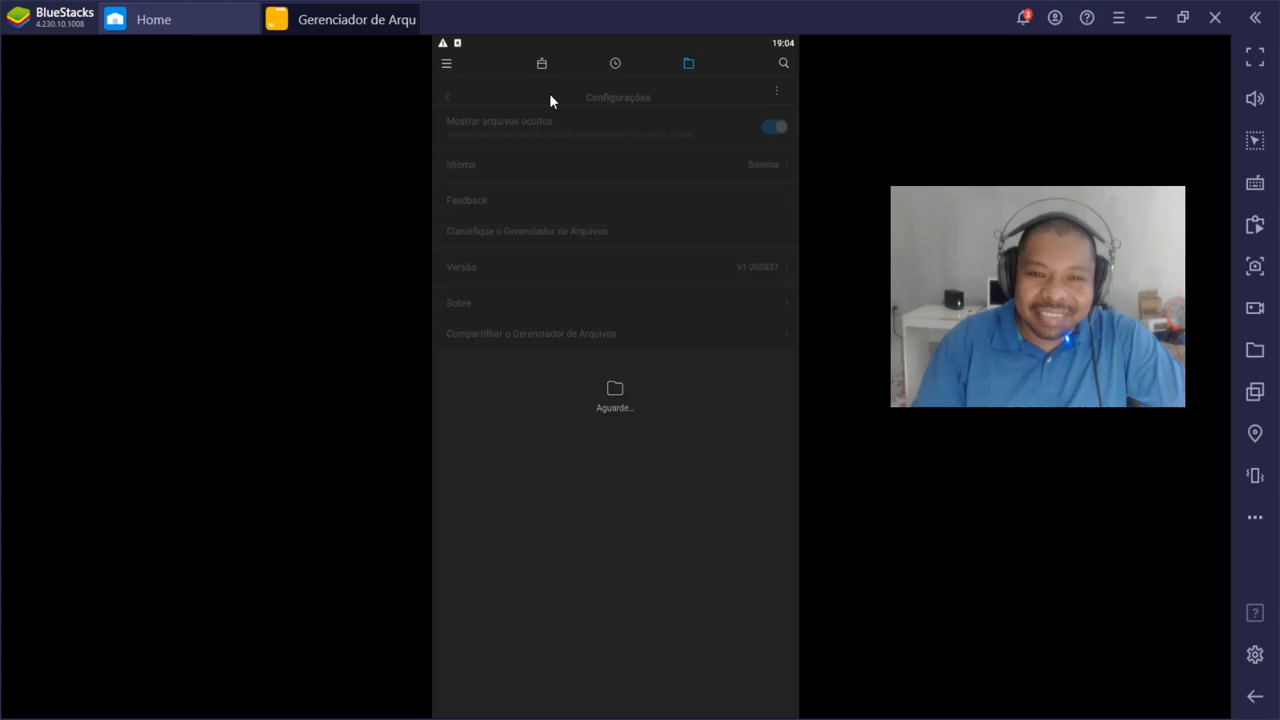 BlueStacks
4.230.10.1008
Home
Gerenciador de Arqu
3
19:04
Configurações
Mostrar arquivos ocultos
Idioma
Sistema
Feedback
Classifique o Gerenciador de Arquivos
Versão
V1-200827
Sobre
Compartilhar o Gerenciador de Arquivos
Aguarde...